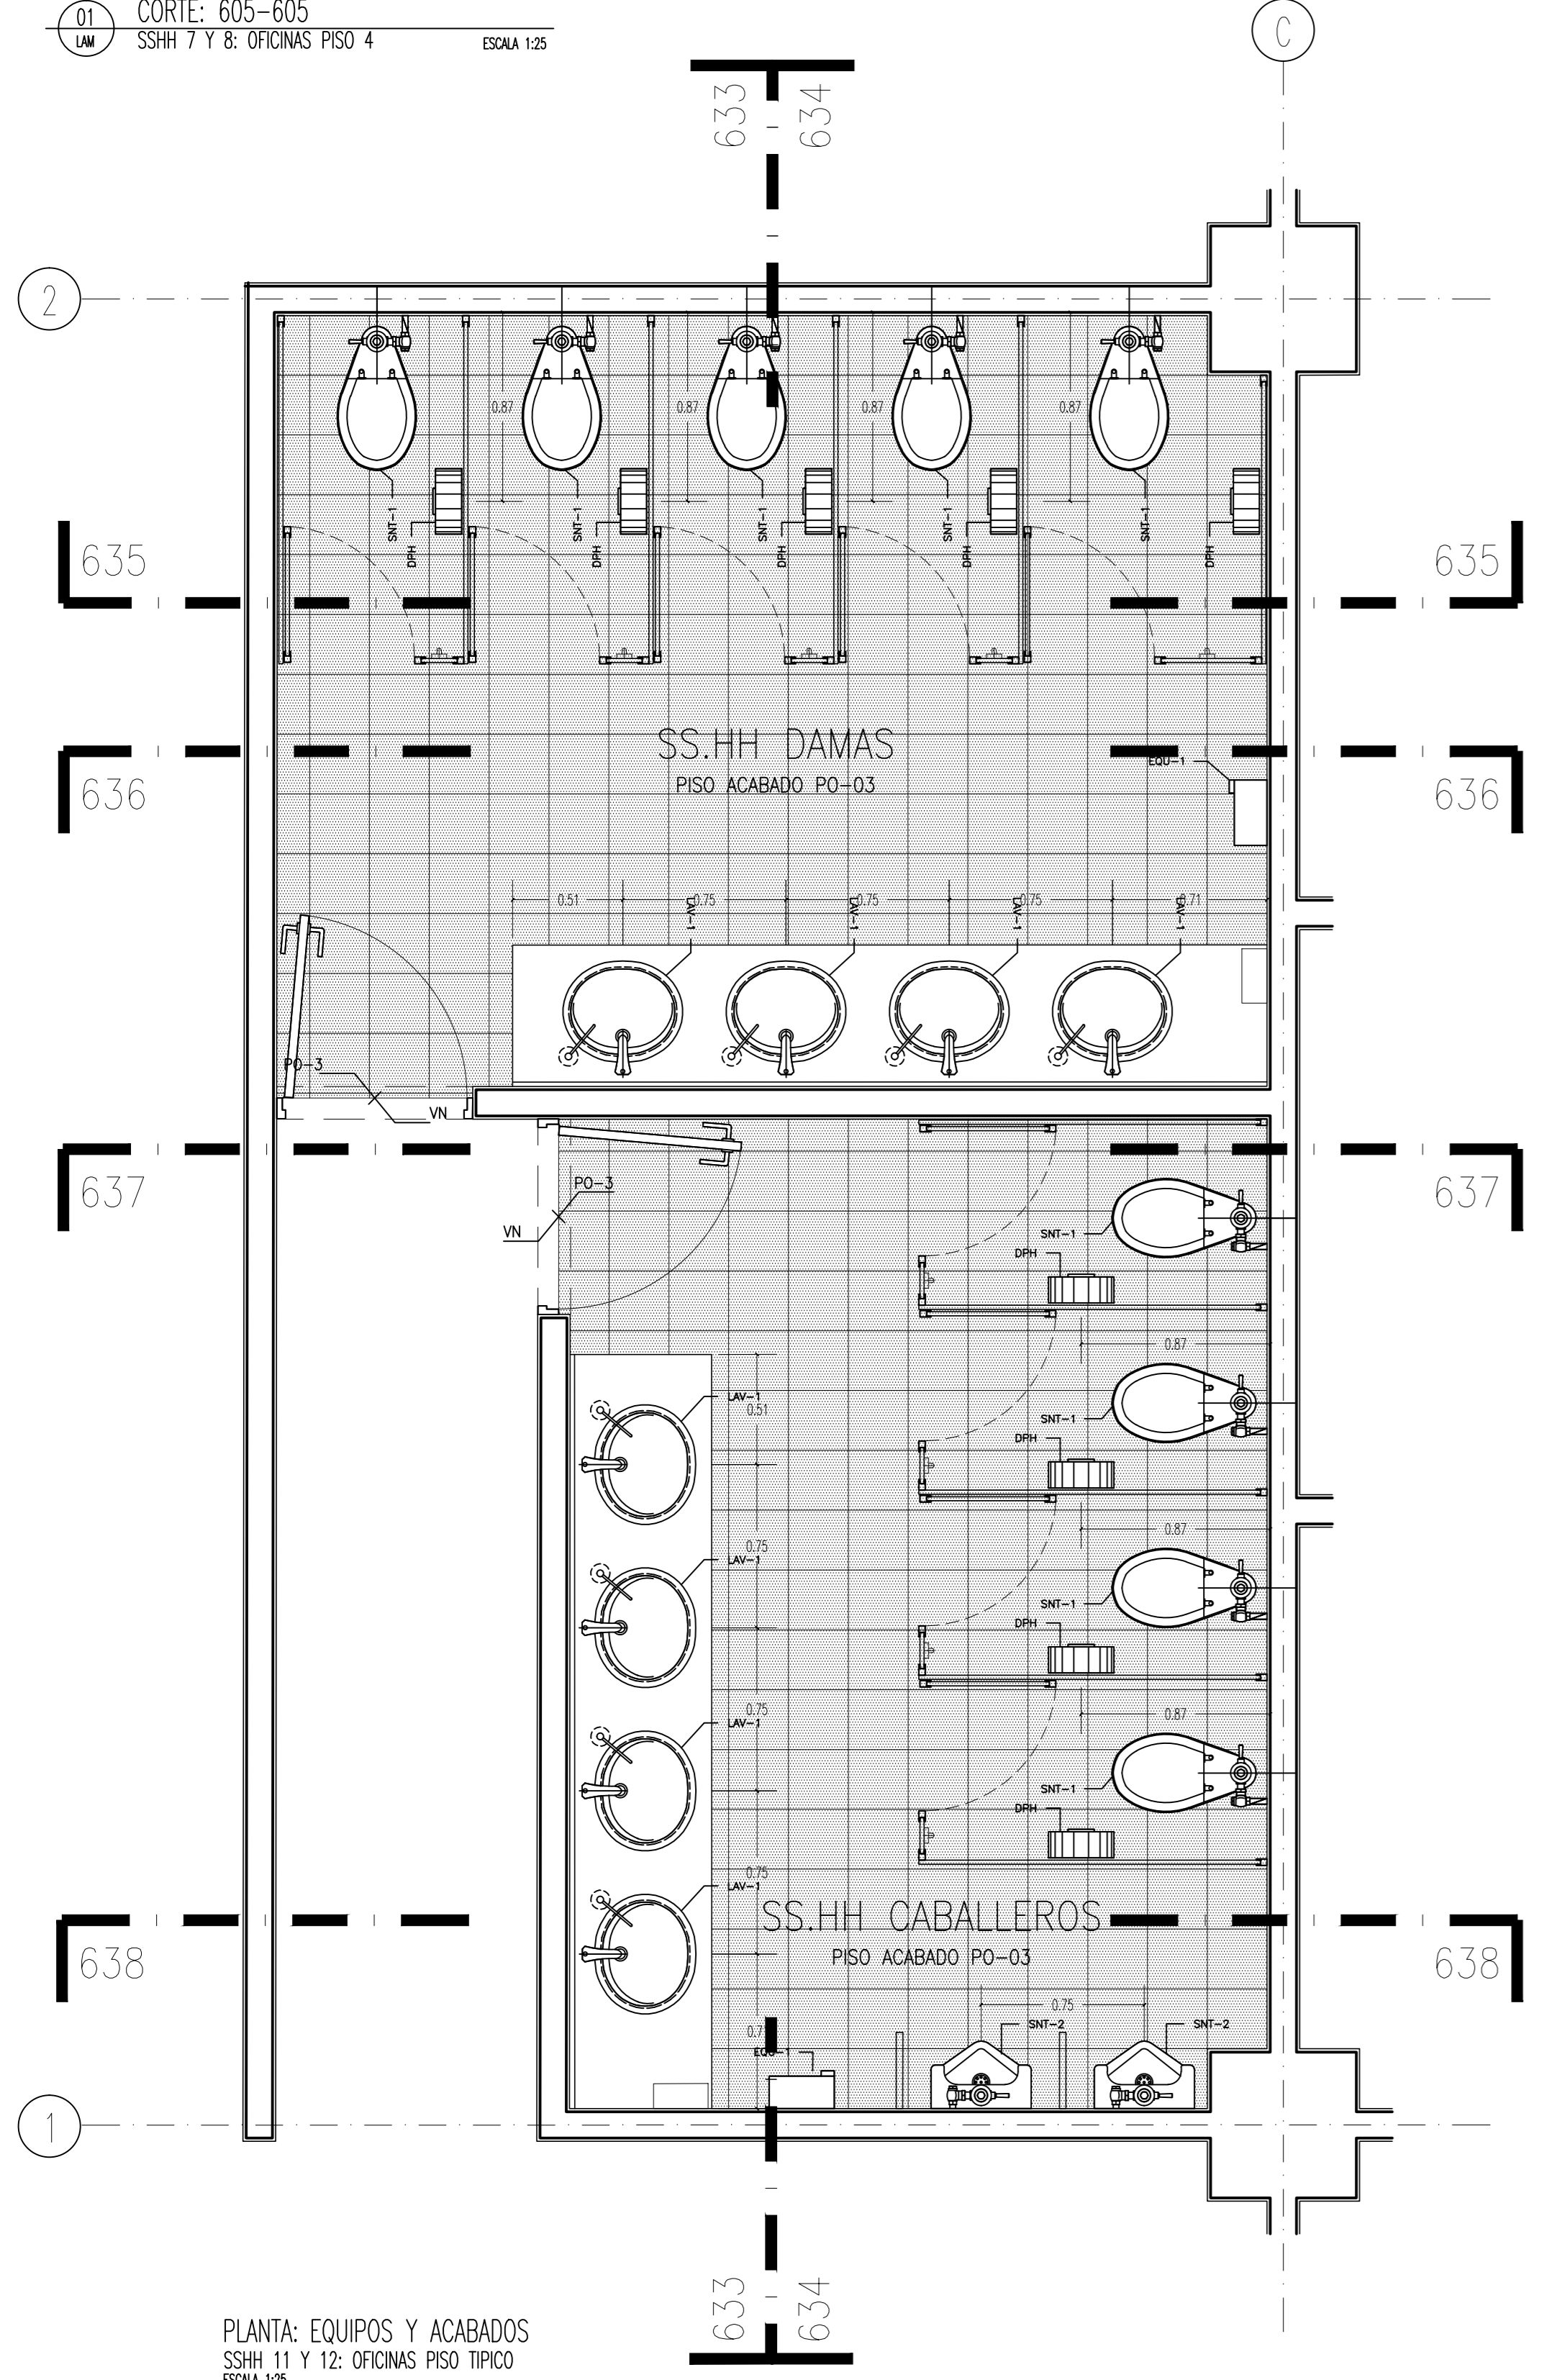 01
LAM
CORTE: 605-605
SSHH 7 Y 8: OFICINAS PISO 4
ESCALA 1:25
C
633
634
2
0.87
0.87
0.87
0.87
SNT-1
DPH
SNT-1
DPH
SNT-1
DPH
SNT-1
DPH
SNT-1
DPH
635
635
SS.HH DAMAS
PISO ACABADO PO-03
EQU-1
636
636
0.51
0.75
0.75
0.75
0.71
LAV-1
LAV-1
LAV-1
LAV-1
PO-3
VN
637
637
PO-3
VN
SNT-1
DPH
0.87
LAV-1
0.51
SNT-1
DPH
0.87
0.75
LAV-1
SNT-1
DPH
0.87
0.75
LAV-1
SNT-1
DPH
0.75
LAV-1
SS.HH CABALLEROS
PISO ACABADO PO-03
638
638
0.75
SNT-2
SNT-2
EQU-1
1
633
634
PLANTA: EQUIPOS Y ACABADOS
SSHH 11 Y 12: OFICINAS PISO TIPICO
ESCALA 1:25